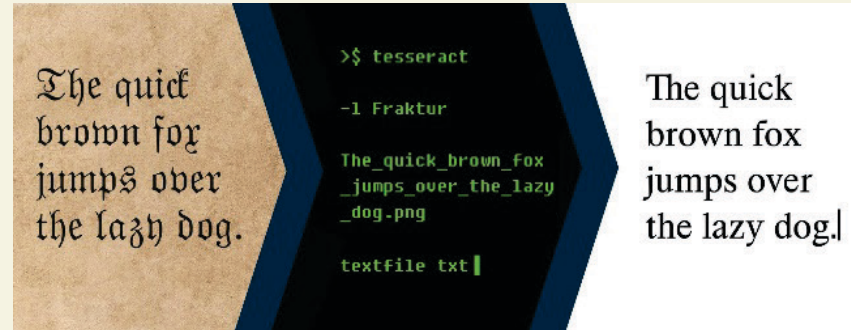 The quick
brown fox
jumps over
the lazy dog.
>$ tesseract
-l Fraktur
The_quick_brown_fox
_jumps_over_the_lazy
_dog.png
textfile txt
The quick
brown fox
jumps over
the lazy dog.